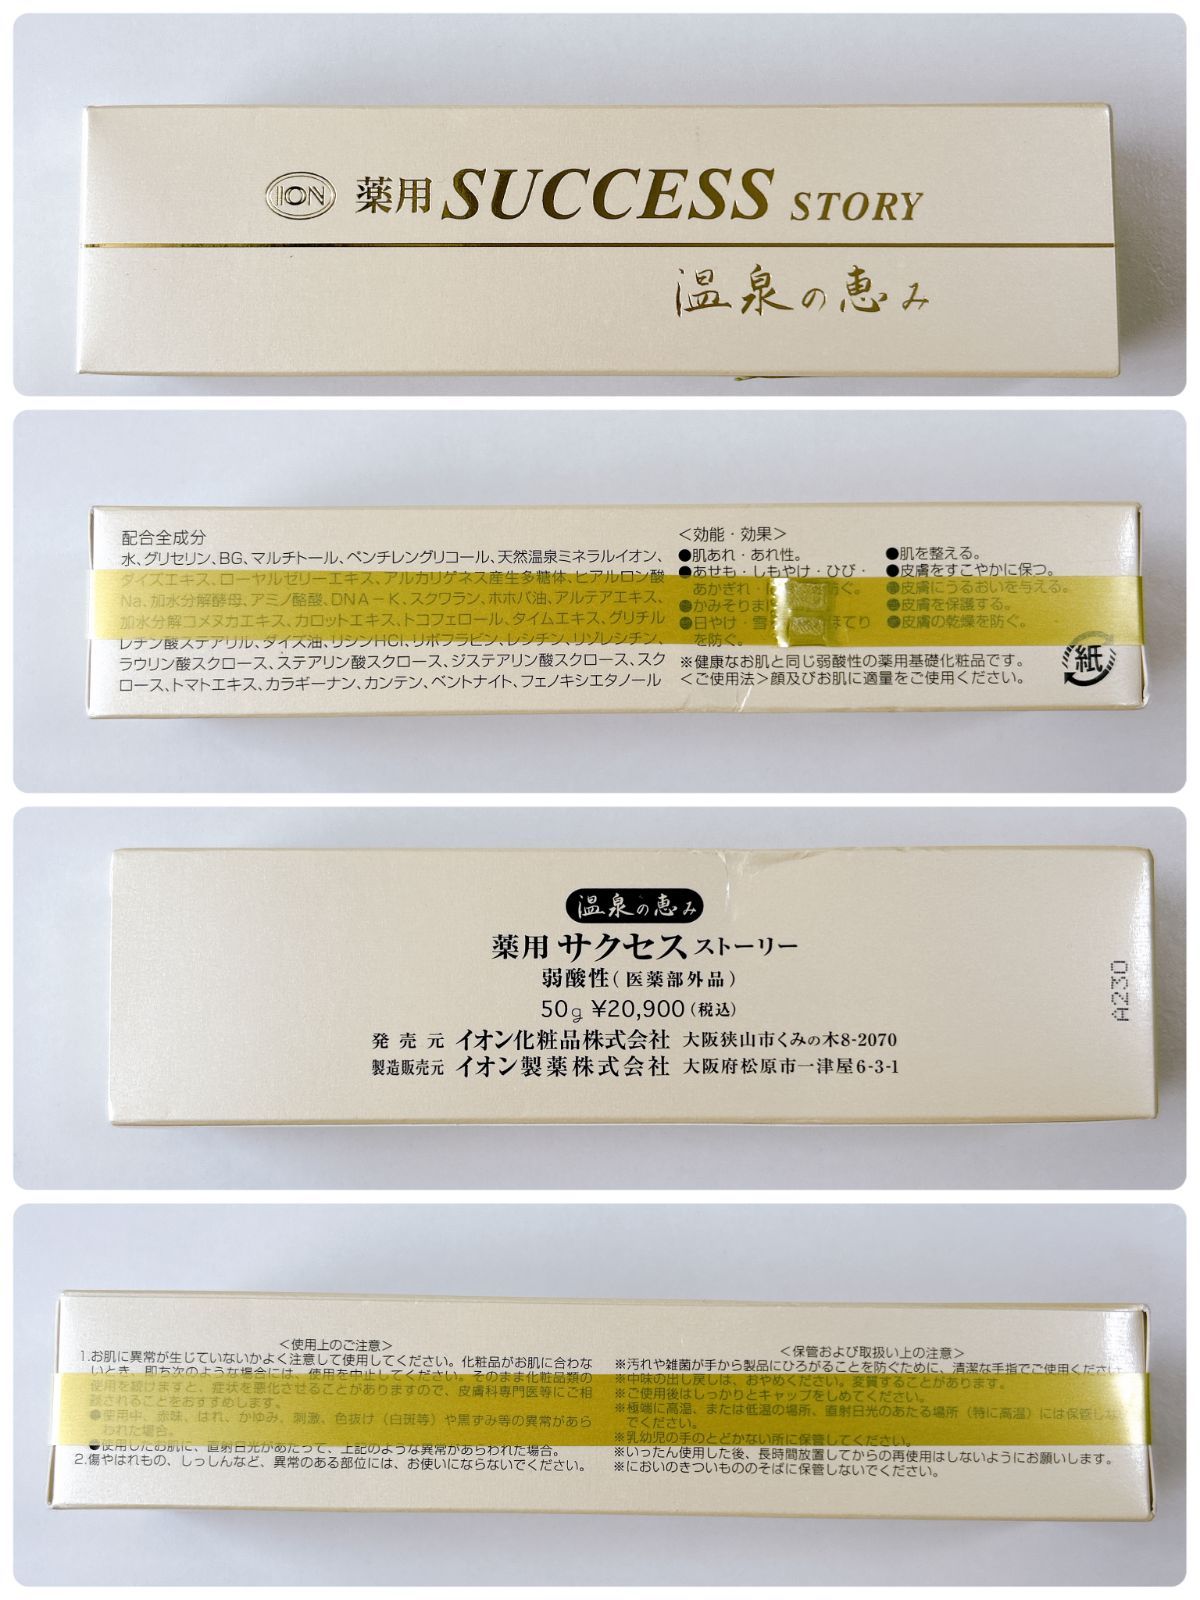 ION 薬用 SUCCESS STORY
温泉の恵み
配合全成分
水、グリセリン、BG、マルチトール、ペンチレングリコール、天然温泉ミネラルイオン、
ダイズエキス、ローヤルゼリーエキス、アルカリゲネス産生多糖体、ヒアルロン酸
Na、加水分解酵母、アミノ酪酸、DNA－K、スクワラン、ホホバ油、アルテアエキス、
加水分解コメヌカエキス、カロットエキス、トコフェロール、タイムエキス、グリチル
レチン酸ステアリル、ダイズ油、リシンHCl、リボフラビン、レシチン、リゾレシチン、
ラウリン酸スクロース、ステアリン酸スクロース、ジステアリン酸スクロース、スク
ロース、トマトエキス、カラギーナン、カンテン、ベントナイト、フェノキシエタノール
＜効能・効果＞
●肌あれ・あれ性。
●あせも・しもやけ・ひび・
あかぎれ・に を防ぐ。
●かみそりま
●日やけ・雪 ほてり
を防ぐ。
●肌を整える。
●皮膚をすこやかに保つ。
●皮膚にうるおいを与える。
●皮膚を保護する。
●皮膚の乾燥を防ぐ。
※健康なお肌と同じ弱酸性の薬用基礎化粧品です。
＜ご使用法＞顔及びお肌に適量をご使用ください。
紙
温泉の恵み
薬用 サクセス ストーリー
弱酸性（医薬部外品）
50g ¥20,900（税込）
発売元 イオン化粧品株式会社 大阪狭山市くみの木8-2070
製造販売元 イオン製薬株式会社 大阪府松原市一津屋6-3-1
A230
＜使用上のご注意＞
1.お肌に異常が生じていないかよく注意して使用してください。化粧品がお肌に合わな
いとき、即ち次のような場合には、使用を中止してください。そのまま化粧品類の
使用を続けますと、症状を悪化させることがありますので、皮膚科専門医等にご相
談されることをおすすめします。
●使用中、赤味、はれ、かゆみ、刺激、色抜け（白斑等）や黒ずみ等の異常があら
われた場合。
●使用したお肌に、直射日光があたって、上記のような異常があらわれた場合。
2.傷やはれもの、しっしんなど、異常のある部位には、お使いにならないでください。
＜保管および取扱い上の注意＞
※汚れや雑菌が手から製品にひろがることを防ぐために、清潔な手指でご使用ください。
※中味の出し戻しは、おやめください。変質することがあります。
※ご使用後はしっかりとキャップをしめてください。
※極端に高温、または低温の場所、直射日光のあたる場所（特に高温）には保管しない
でください。
※乳幼児の手のとどかない所に保管してください。
※いったん使用した後、長時間放置してからの再使用はしないようにお願いします。
※においのきついもののそばに保管しないでください。